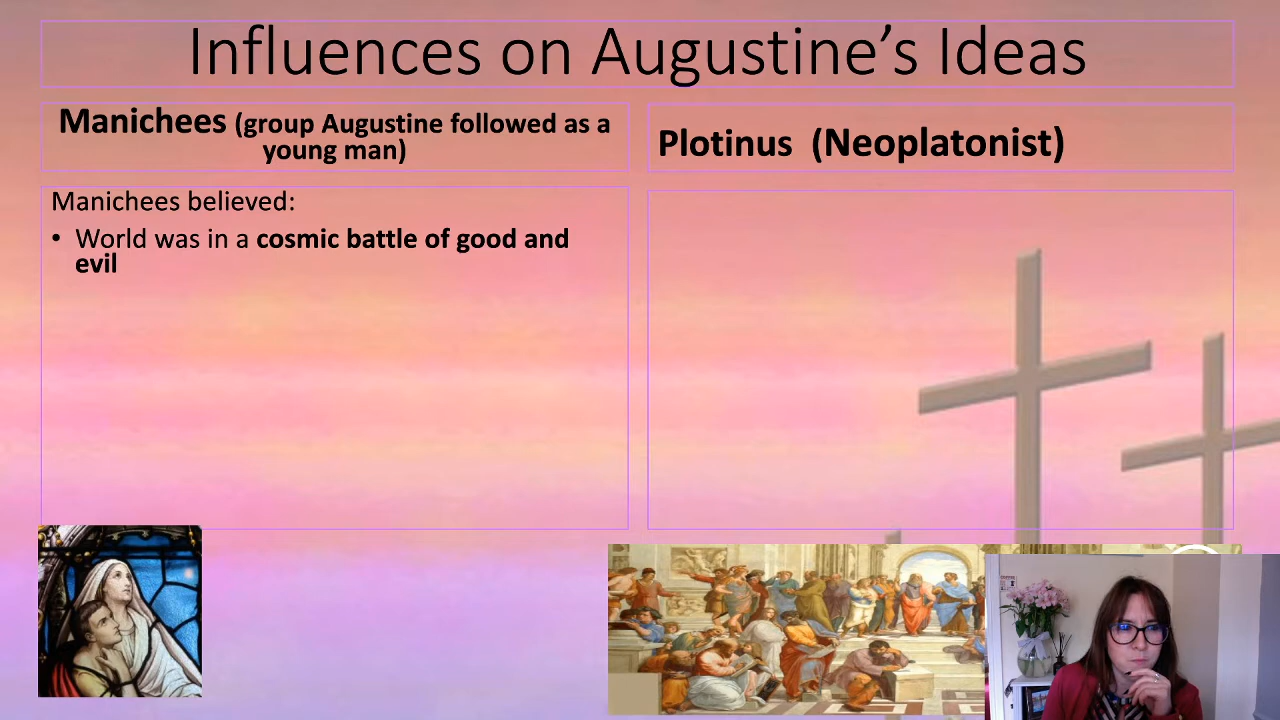 Influences on Augustine’s Ideas
Manichees (group Augustine followed as a
young man)
Plotinus (Neoplatonist)
Manichees believed:
• World was in a cosmic battle of good and
evil